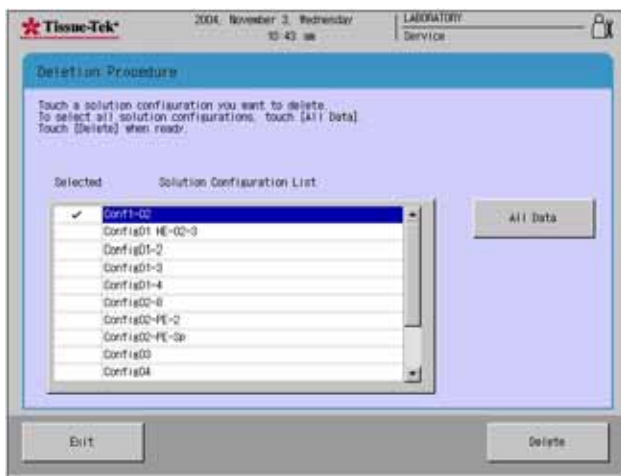 Tissue-Tek
2004, November 3, Wednesday
10:43 am
LABORATORY
Service
Deletion Procedure
Touch a solution configuration you want to delete.
To select all solution configurations, touch [All Data].
Touch [Delete] when ready.
Selected Solution Configuration List
✓ Conf1-02
Config01 HE-02-3
Config01-2
Config01-3
Config01-4
Config02-8
Config02-PE-2
Config02-PE-Sp
Config03
Config04
All Data
Exit
Delete